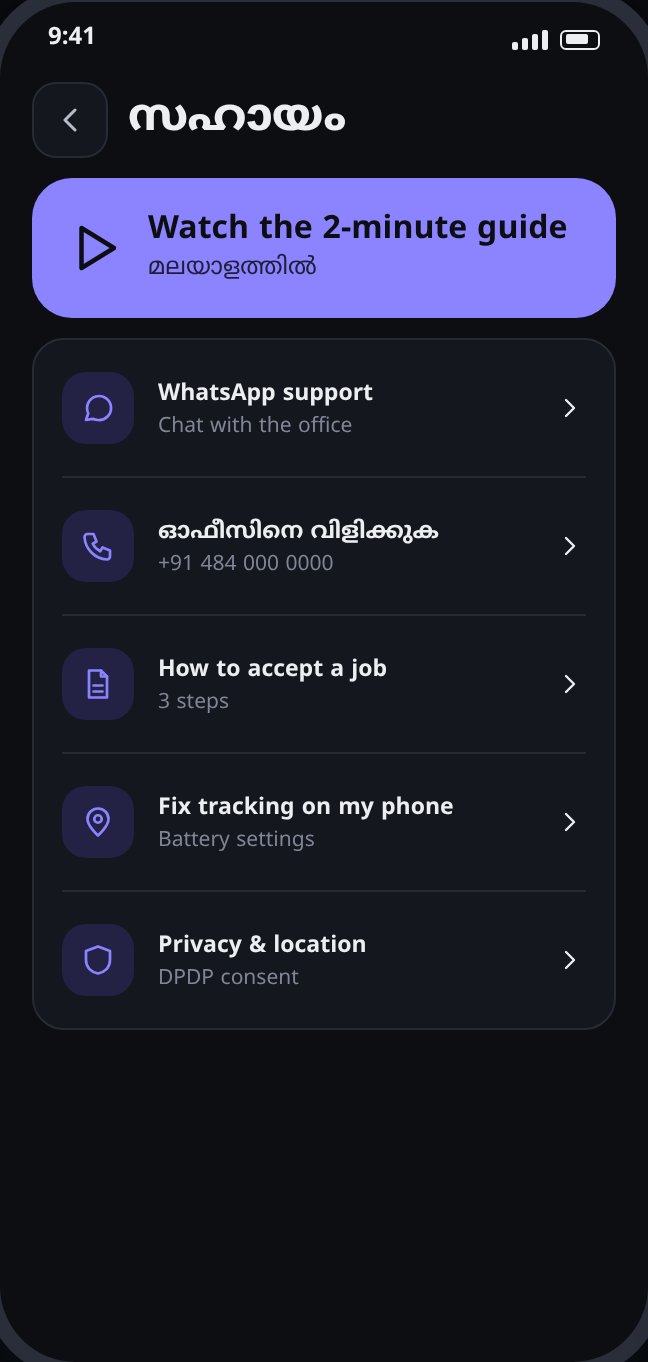 9:41
സഹായം
Watch the 2-minute guide
മലയാളത്തിൽ
WhatsApp support
Chat with the office
ഓഫീസിനെ വിളിക്കുക
+91 484 000 0000
How to accept a job
3 steps
Fix tracking on my phone
Battery settings
Privacy & location
DPDP consent